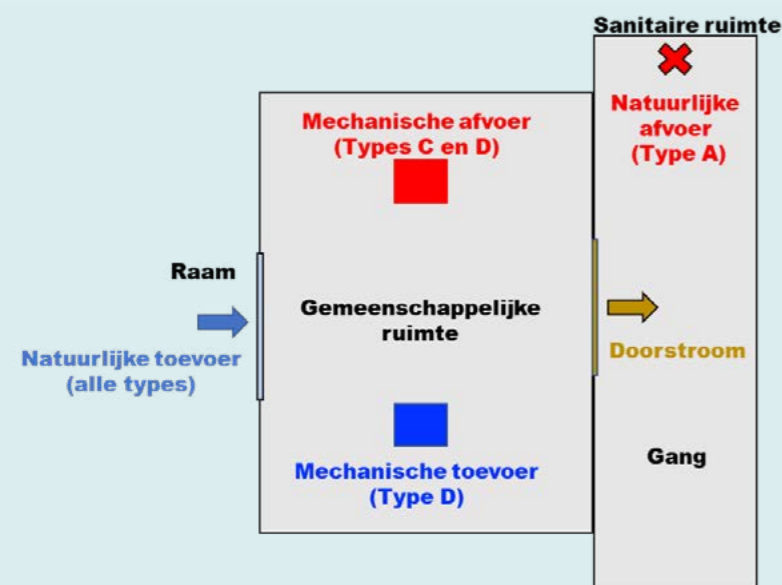 Sanitaire ruimte
Mechanische afvoer
(Types C en D)
Natuurlijke
afvoer
(Type A)
Raam
Gemeenschappelijke
ruimte
Natuurlijke toevoer
(alle types)
Doorstroom
Mechanische toevoer
(Type D)
Gang